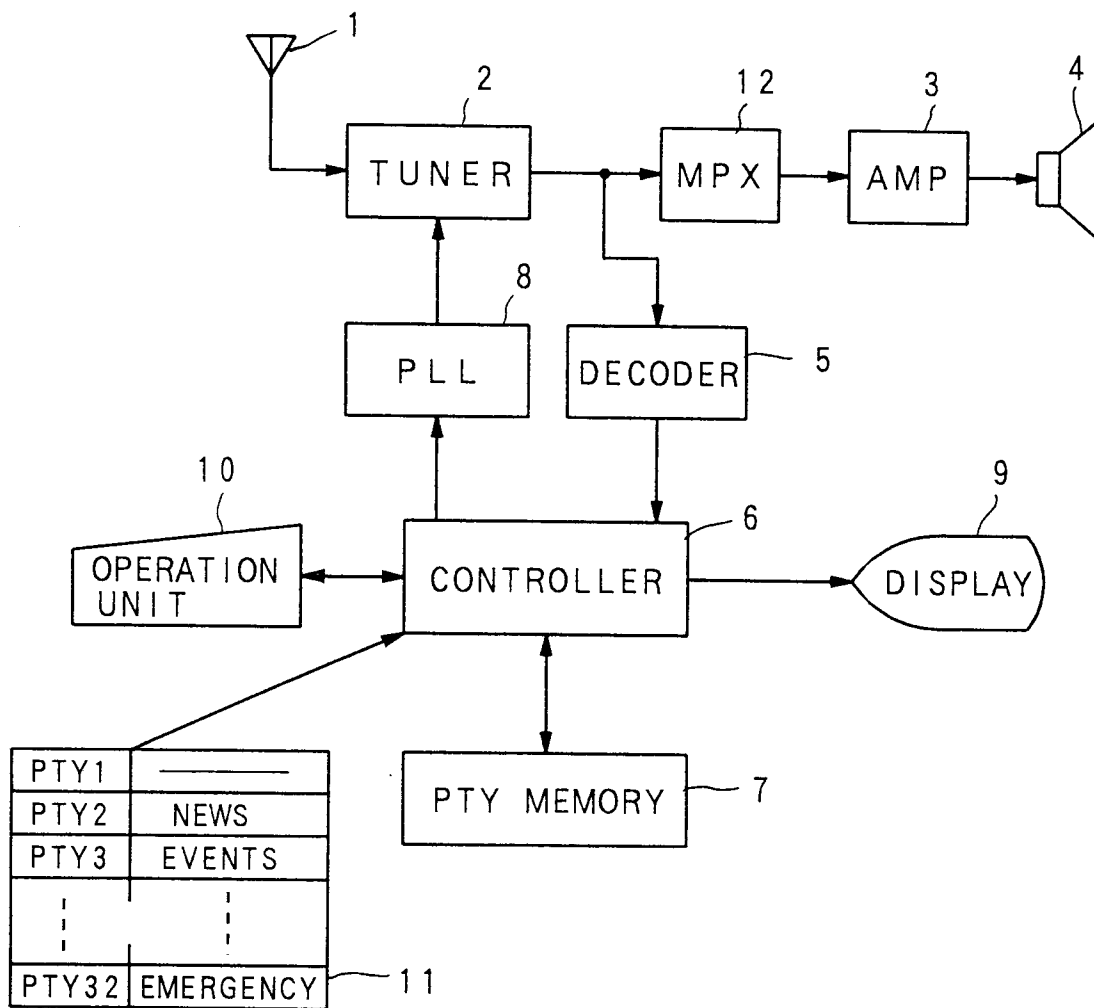 1
2
12
3
4
TUNER
MPX
AMP
8
PLL
DECODER
5
10
6
9
OPERATION
UNIT
CONTROLLER
DISPLAY
PTY1
PTY2 NEWS
PTY3 EVENTS
PTY32 EMERGENCY
11
PTY MEMORY
7